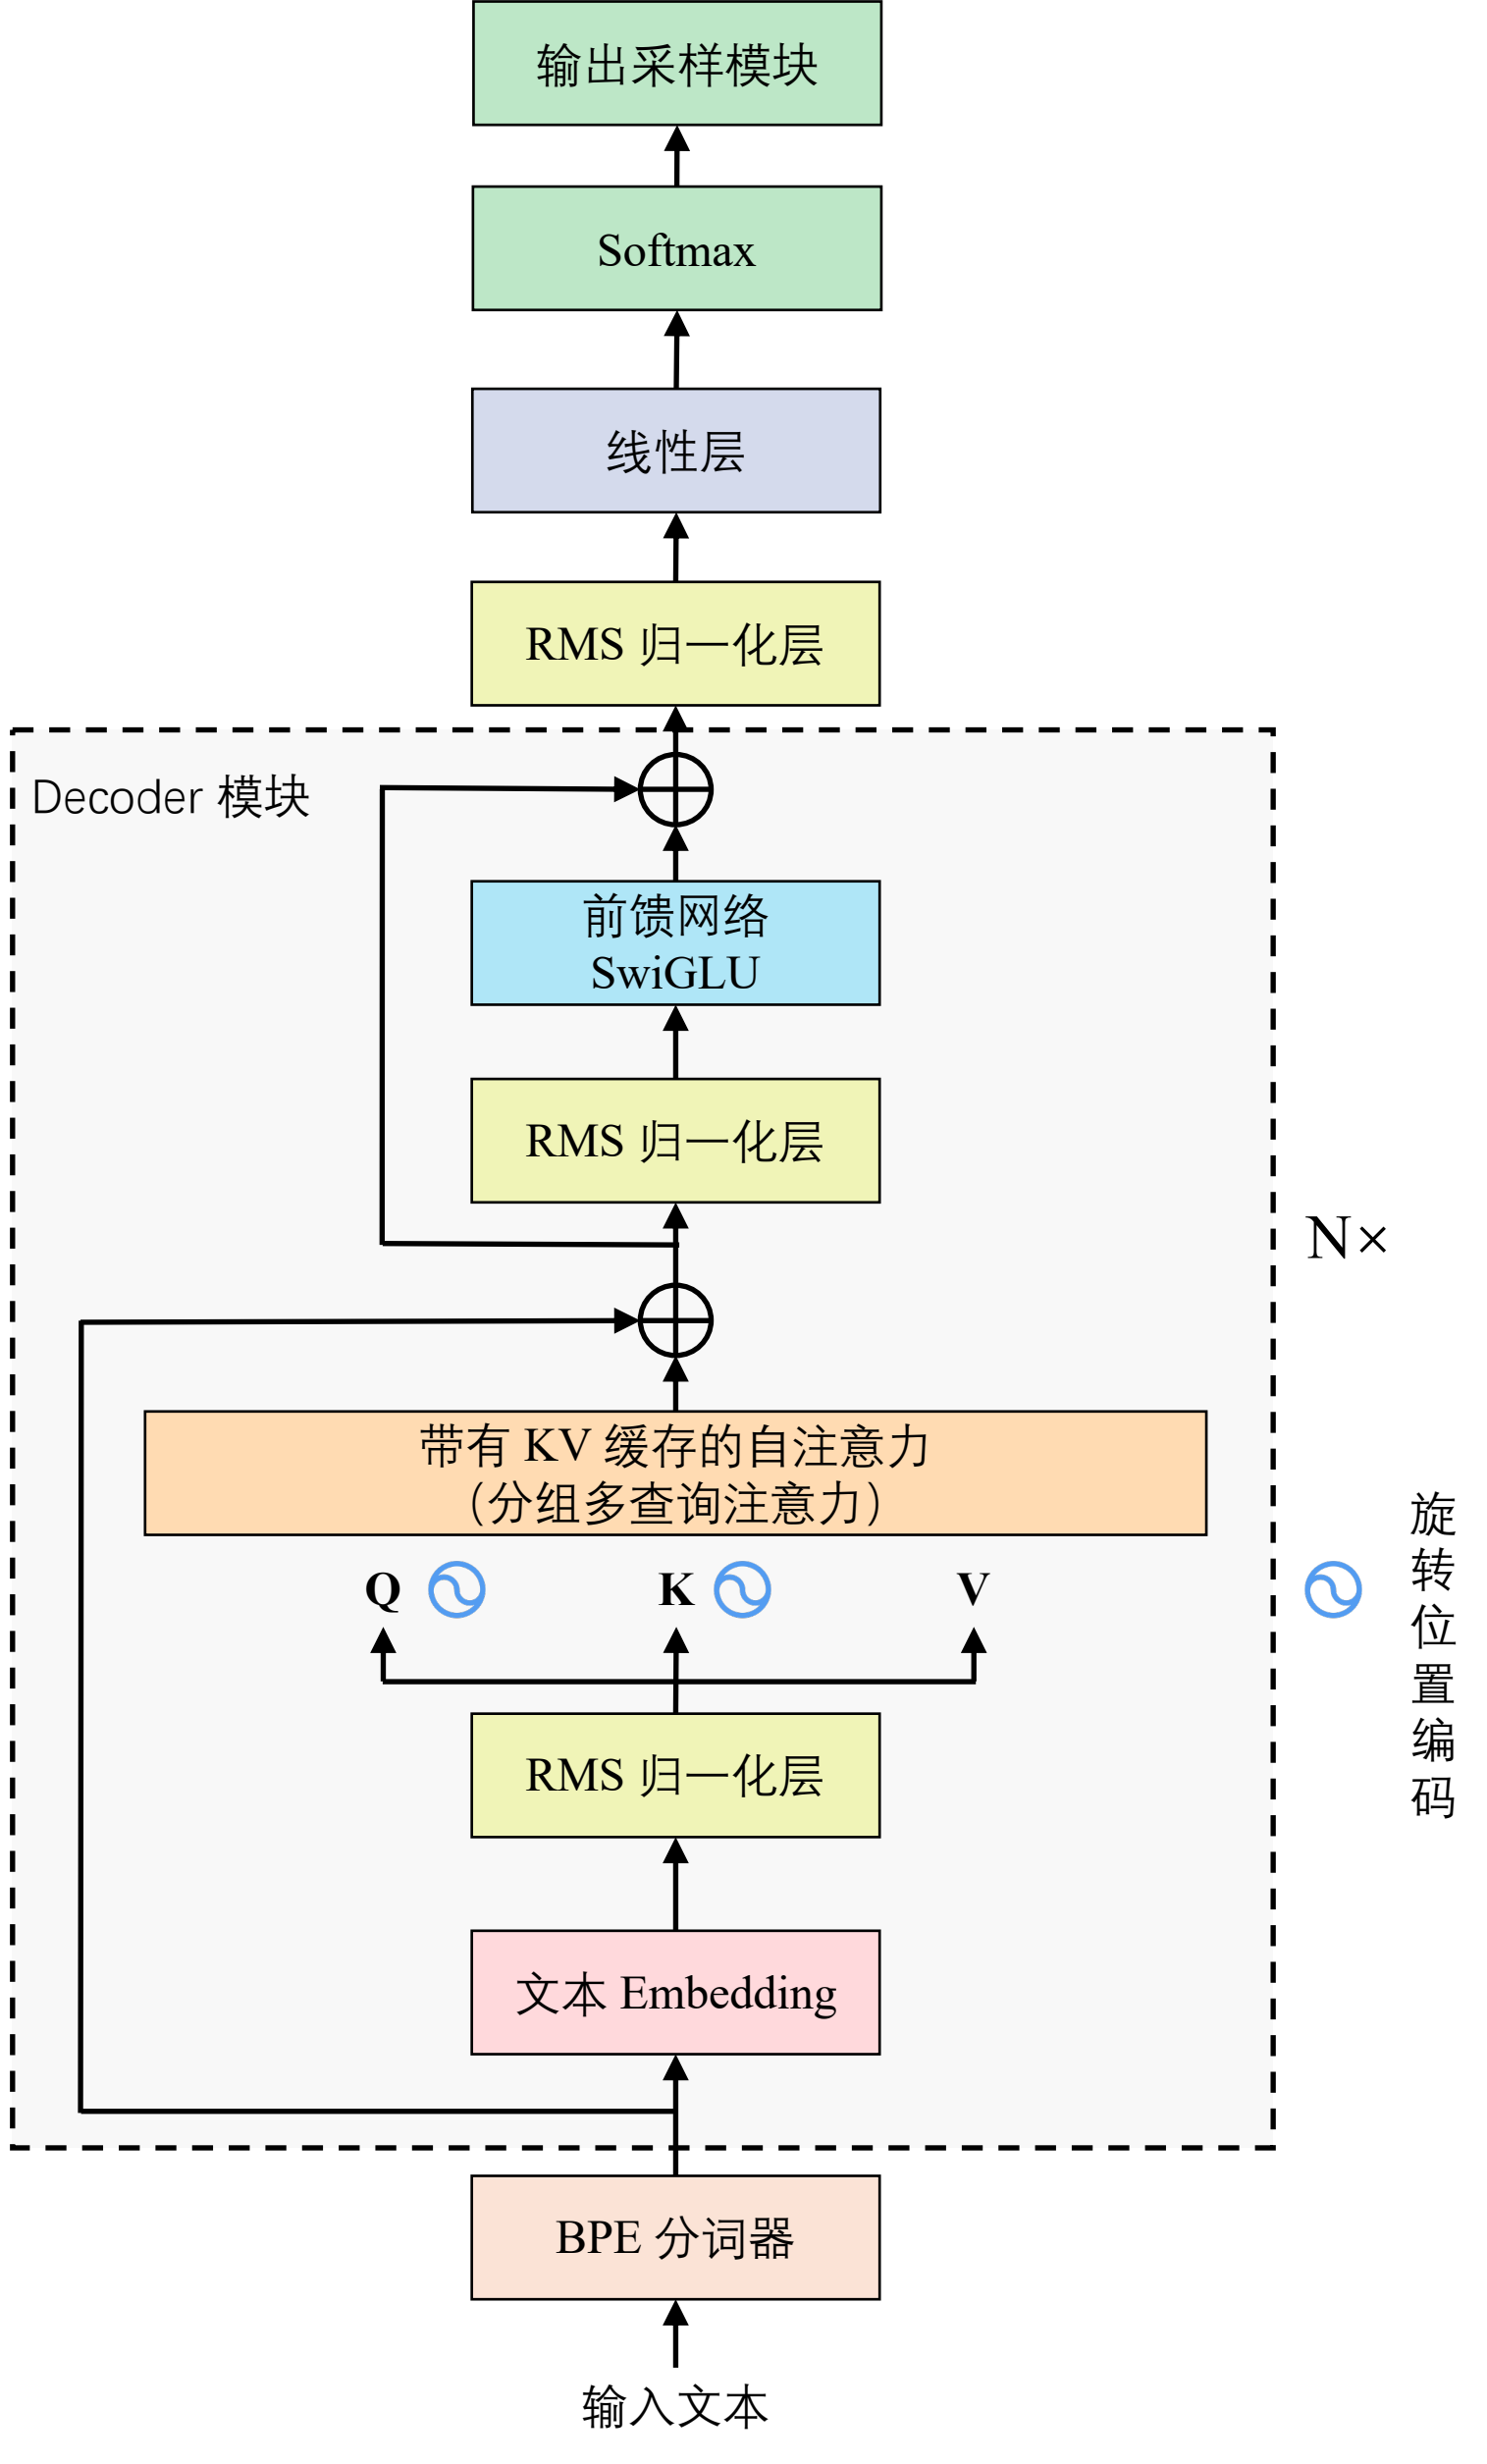 输出采样模块
Softmax
线性层
RMS 归一化层
Decoder 模块
前馈网络
SwiGLU
RMS 归一化层
N×
带有 KV 缓存的自注意力
（分组多查询注意力）
Q
K
V
旋转位置编码
RMS 归一化层
文本 Embedding
BPE 分词器
输入文本